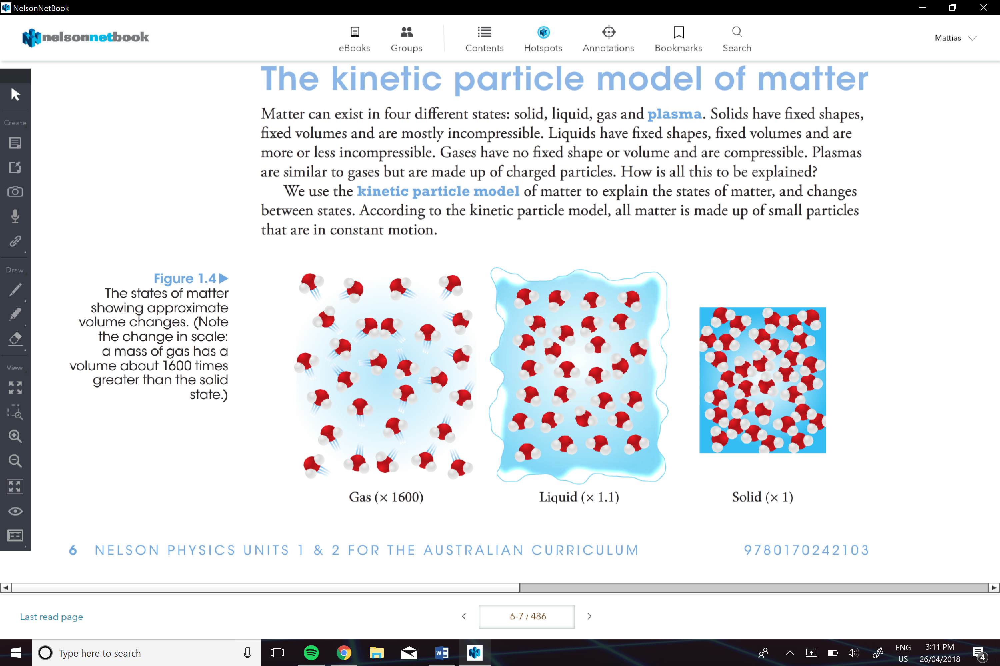 NelsonNetBook
nelsonnetbook
eBooks
Groups
Contents
Hotspots
Annotations
Bookmarks
Search
Mattias
Create
Draw
View
The kinetic particle model of matter
Matter can exist in four different states: solid, liquid, gas and plasma. Solids have fixed shapes,
fixed volumes and are mostly incompressible. Liquids have fixed shapes, fixed volumes and are
more or less incompressible. Gases have no fixed shape or volume and are compressible. Plasmas
are similar to gases but are made up of charged particles. How is all this to be explained?
We use the kinetic particle model of matter to explain the states of matter, and changes
between states. According to the kinetic particle model, all matter is made up of small particles
that are in constant motion.
Figure 1.4
The states of matter
showing approximate
volume changes. (Note
the change in scale:
a mass of gas has a
volume about 1600 times
greater than the solid
state.)
Gas (× 1600)
Liquid (× 1.1)
Solid (× 1)
6 NELSON PHYSICS UNITS 1 & 2 FOR THE AUSTRALIAN CURRICULUM
9780170242103
Last read page
6-7 / 486
Type here to search
W
ENG
US
3:11 PM
26/04/2018
4